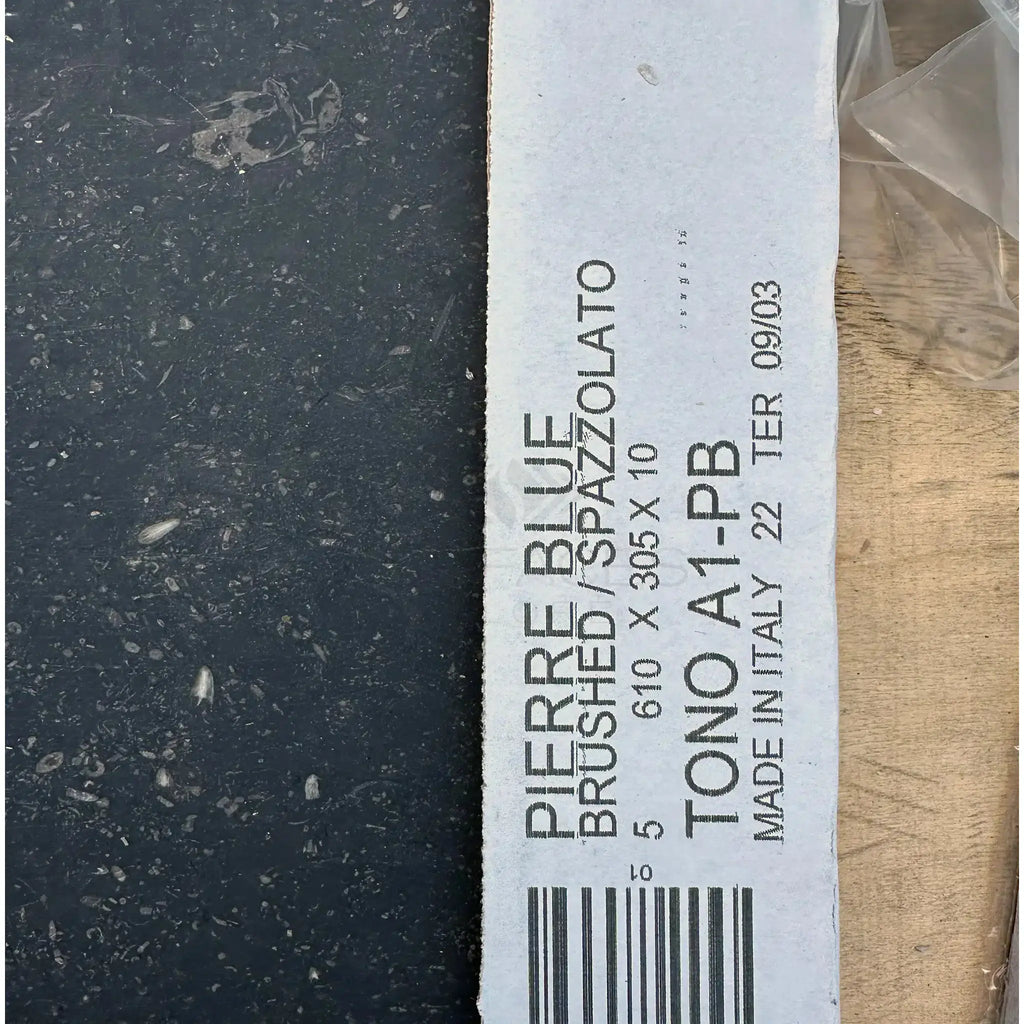 PIERRE BLUE
BRUSHED / SPAZZOLATO
5 610 X 305 X 10
TONO A1-PB
MADE IN ITALY 22 TER 09/03
01